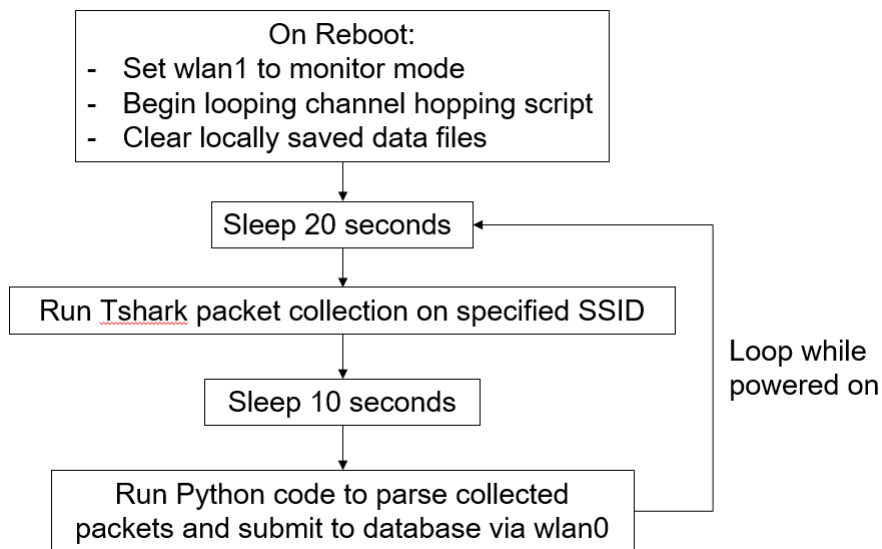 On Reboot:
- Set wlan1 to monitor mode
- Begin looping channel hopping script
- Clear locally saved data files
Sleep 20 seconds
Run Tshark packet collection on specified SSID
Loop while
powered on
Sleep 10 seconds
Run Python code to parse collected
packets and submit to database via wlan0